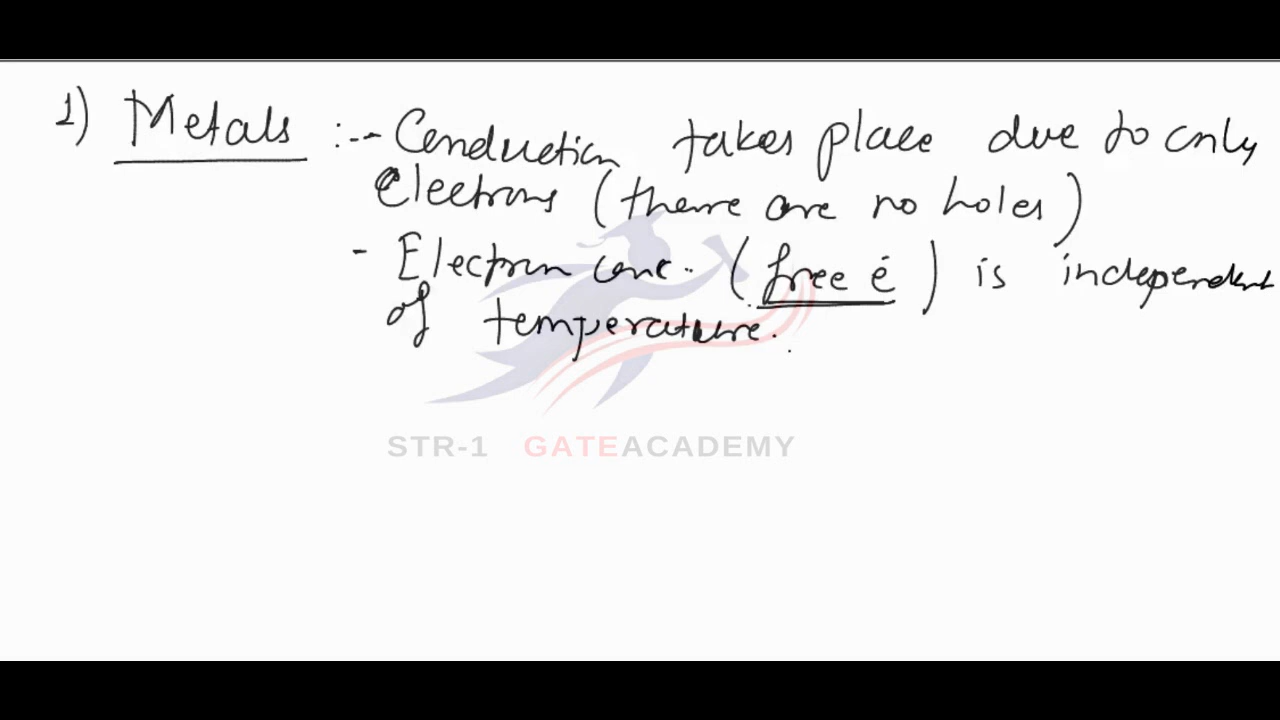 1) Metals :-- Conduction takes place due to only
electrons (there are no holes)
- Electron conc. (free e) is independent
of temperature.
STR-1 GATEACADEMY